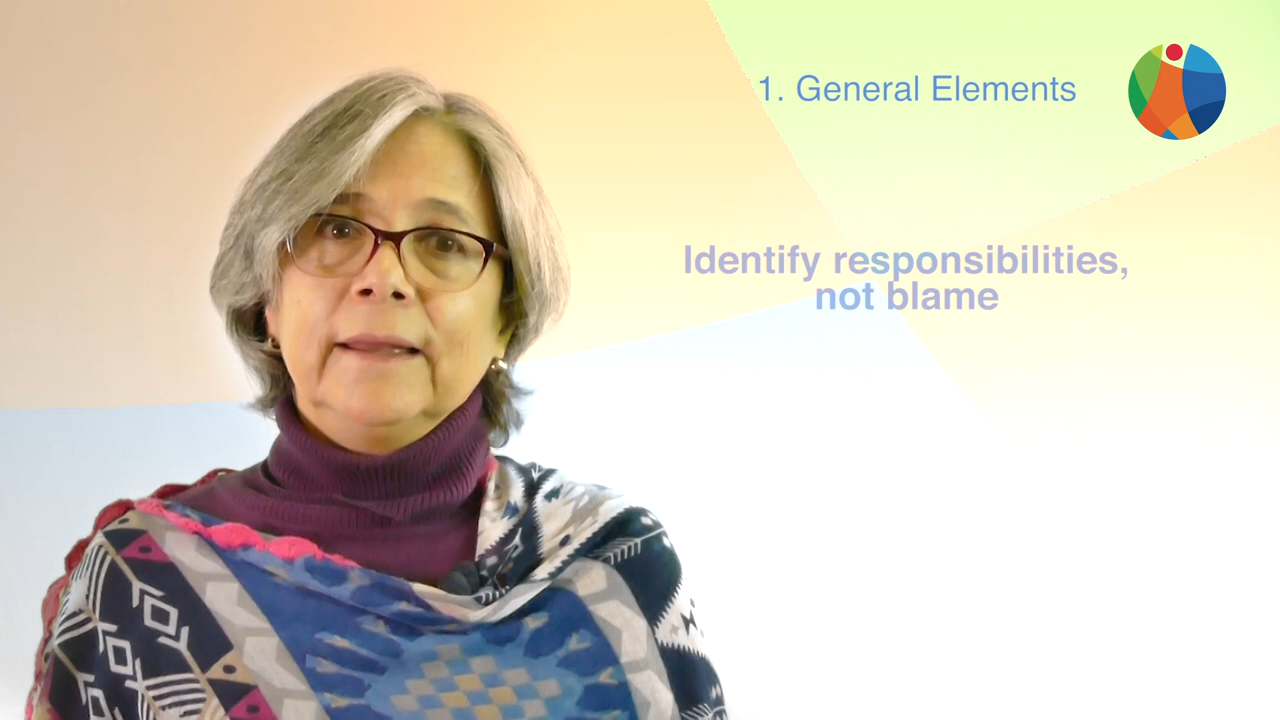 1. General Elements
Identify responsibilities,
not blame